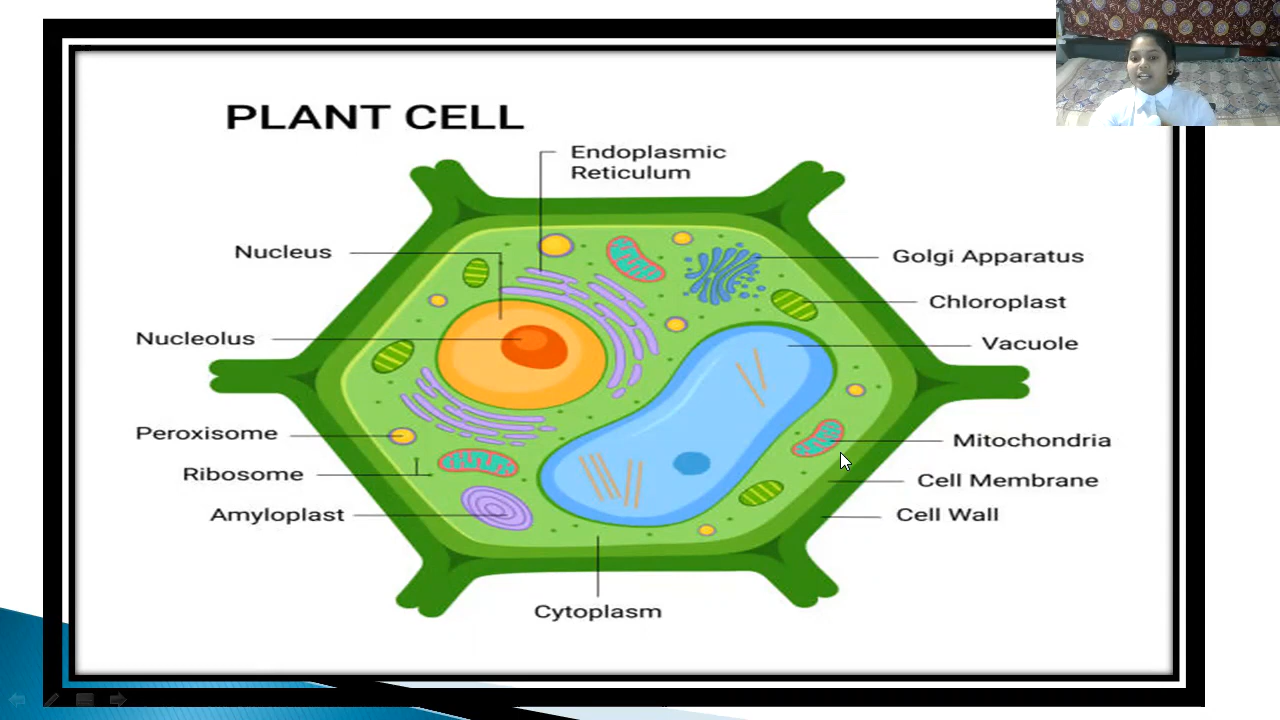 PLANT CELL
Endoplasmic
Reticulum
Nucleus
Golgi Apparatus
Chloroplast
Nucleolus
Vacuole
Peroxisome
Mitochondria
Ribosome
Cell Membrane
Amyloplast
Cell Wall
Cytoplasm